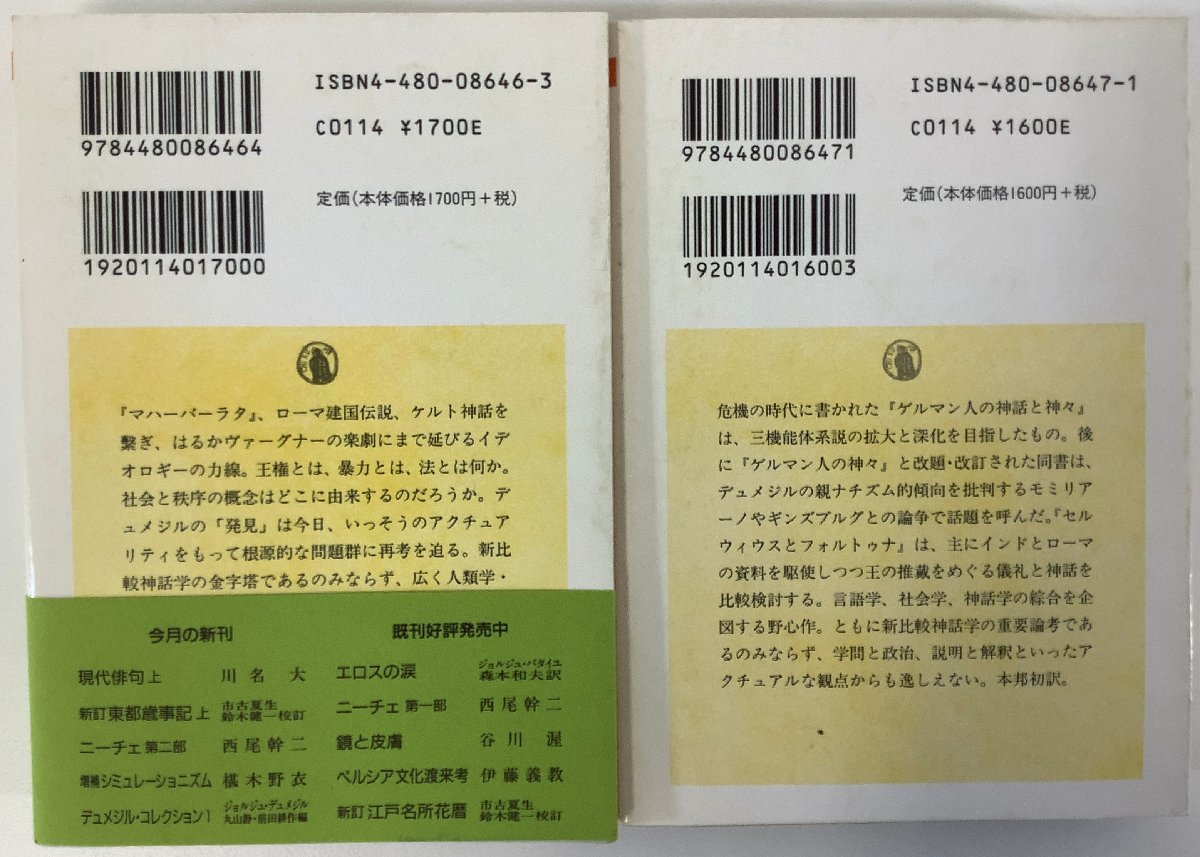 ISBN4-480-08646-3
C0114 ¥1700E
9784480086464
定価(本体価格1700円+税)
1920114017000
『マハーバーラタ』、ローマ建国伝説、ケルト神話を
繋ぎ、はるかヴァーグナーの楽劇にまで延びるイデ
オロギーの力線。王権とは、暴力とは、法とは何か。
社会と秩序の概念はどこに由来するのだろうか。デ
ュメジルの「発見」は今日、いっそうのアクチュア
リティをもって根源的な問題群に再考を迫る。新比
較神話学の金字塔であるのみならず、広く人類学・
今月の新刊
現代俳句 上 川名 大
新訂 東都歳事記 上 市古夏生 鈴木健一校訂
ニーチェ 第二部 西尾幹二
増補 シミュレーショニズム 椹木野衣
デュメジル・コレクション1 ジョルジュ・デュメジル 丸山静・前田耕作編
既刊好評発売中
エロスの涙 ジョルジュ・バタイユ 森本和夫訳
ニーチェ 第一部 西尾幹二
鏡と皮膚 谷川 渥
ペルシア文化渡来考 伊藤義教
新訂 江戸名所花暦 市古夏生 鈴木健一校訂
ISBN4-480-08647-1
C0114 ¥1600E
9784480086471
定価(本体価格1600円+税)
1920114016003
危機の時代に書かれた『ゲルマン人の神話と神々』
は、三機能体系説の拡大と深化を目指したもの。後
に『ゲルマン人の神々』と改題・改訂された同書は、
デュメジルの親ナチズム的傾向を批判するモミリア
ーノやギンズブルグとの論争で話題を呼んだ。『セル
ウィウスとフォルトゥナ』は、主にインドとローマ
の資料を駆使しつつ王の推戴をめぐる儀礼と神話を
比較検討する。言語学、社会学、神話学の綜合を企
図する野心作。ともに新比較神話学の重要論考であ
るのみならず、学問と政治、説明と解釈といったア
クチュアルな観点からも逸しえない。本邦初訳。